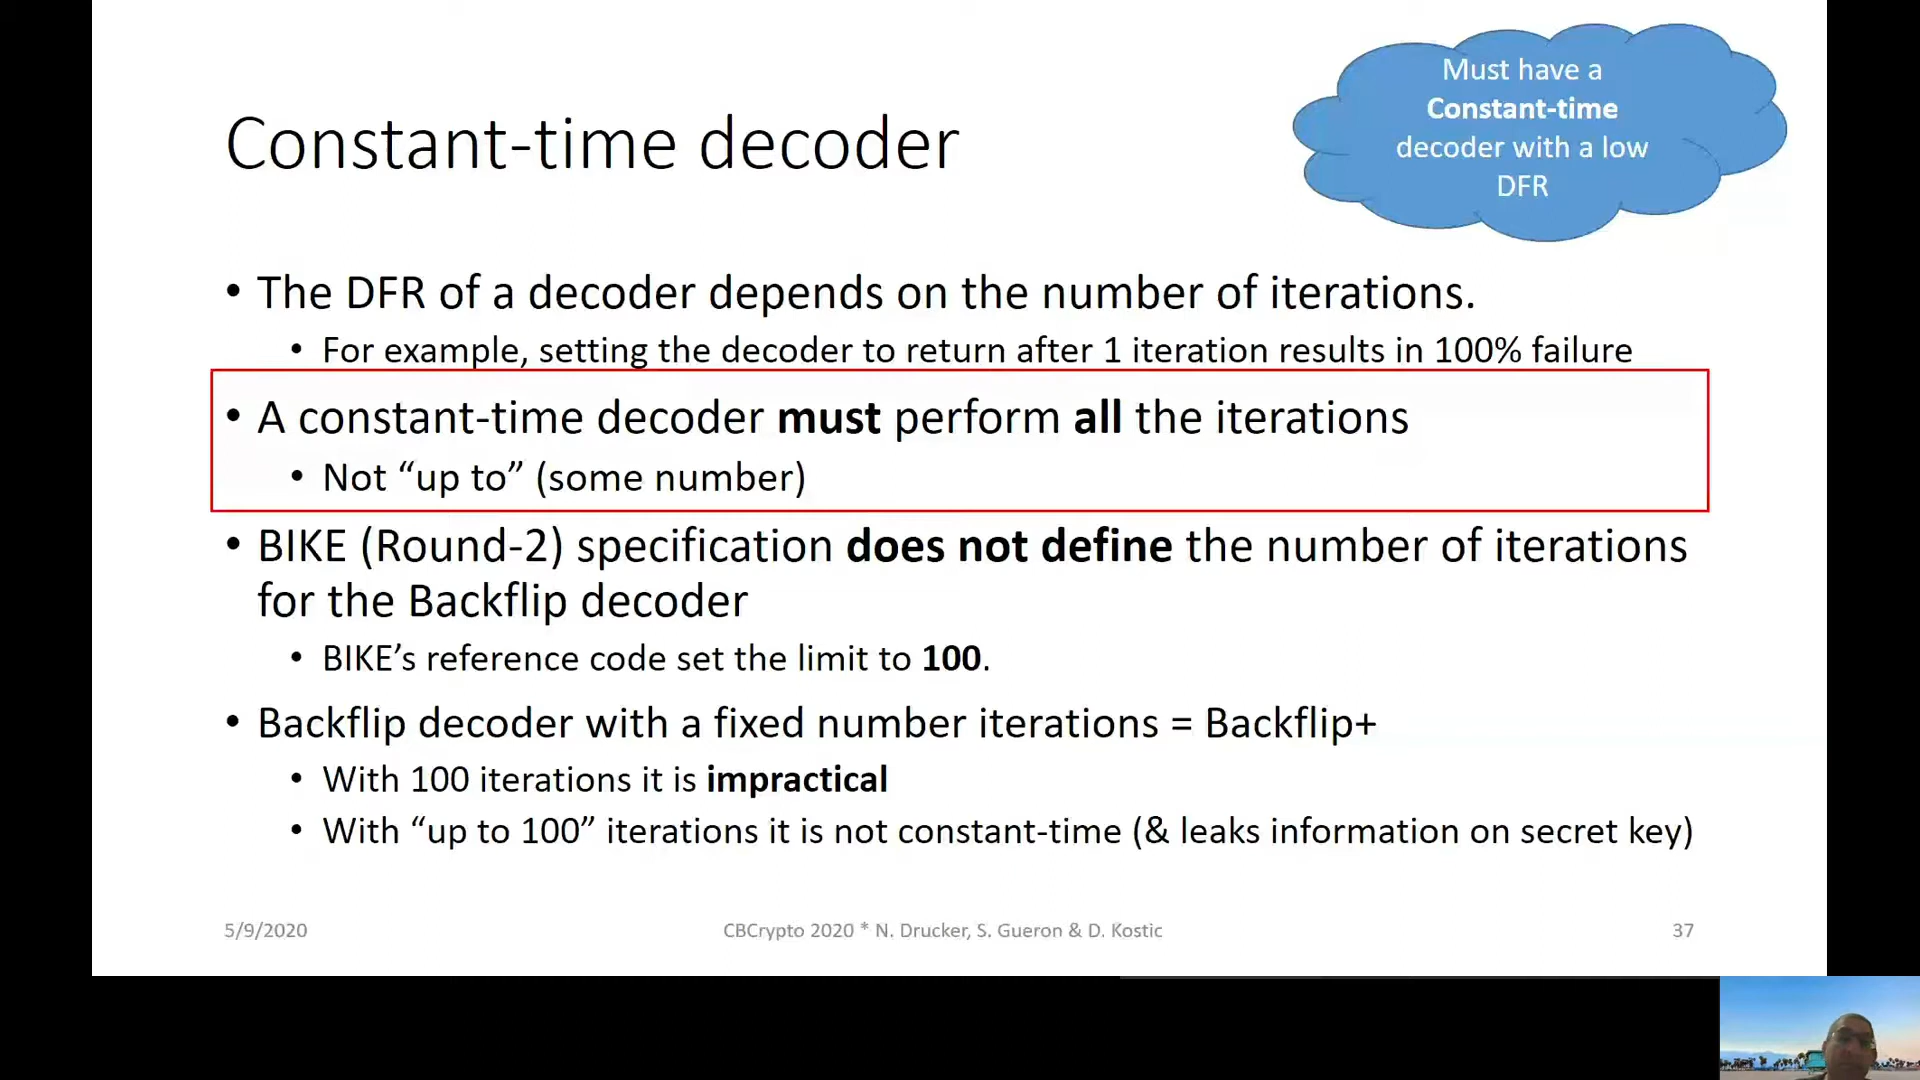 Must have a
Constant-time
decoder with a low
DFR
Constant-time decoder
• The DFR of a decoder depends on the number of iterations.
• For example, setting the decoder to return after 1 iteration results in 100% failure
• A constant-time decoder must perform all the iterations
• Not “up to” (some number)
• BIKE (Round-2) specification does not define the number of iterations
for the Backflip decoder
• BIKE’s reference code set the limit to 100.
• Backflip decoder with a fixed number iterations = Backflip+
• With 100 iterations it is impractical
• With “up to 100” iterations it is not constant-time (& leaks information on secret key)
5/9/2020
CBCrypto 2020 * N. Drucker, S. Gueron & D. Kostic
37